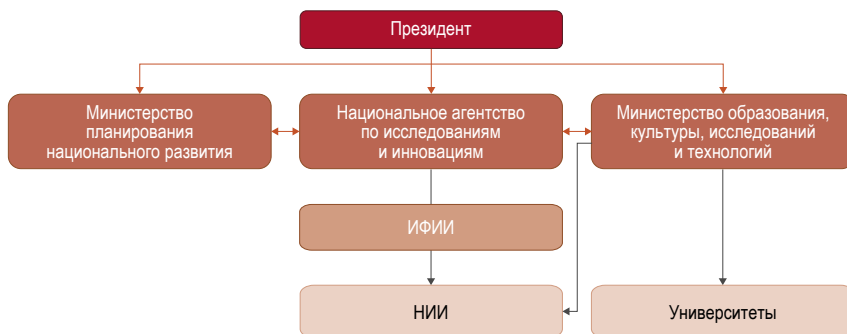 Президент
Министерство
планирования
национального развития
Национальное агентство
по исследованиям
и инновациям
Министерство образования,
культуры, исследований
и технологий
ИФИИ
НИИ
Университеты